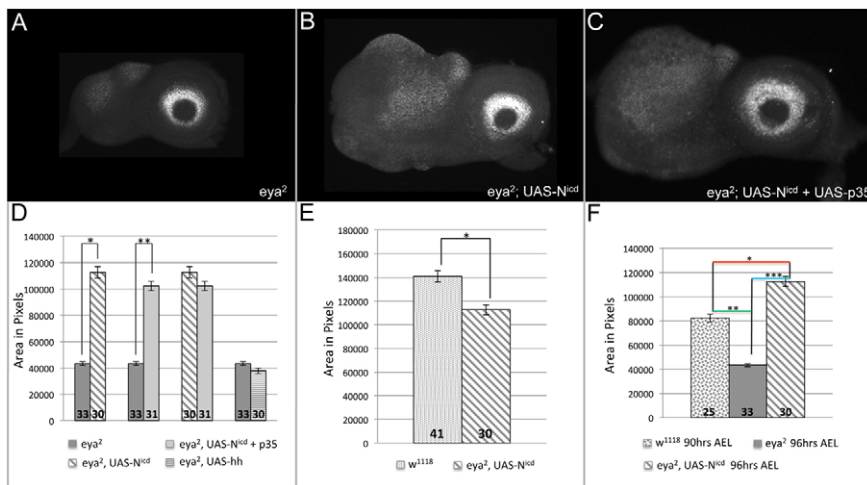 A
B
C
eya²
eya²; UAS-Nⁱᶜᵈ
eya²; UAS-Nⁱᶜᵈ + UAS-p35
D
140000
120000
100000
80000
60000
40000
20000
0
Area in Pixels
*
**
33 30
33 31
30 31
33 30
eya²
eya², UAS-Nⁱᶜᵈ + p35
eya², UAS-Nⁱᶜᵈ
eya², UAS-hh
E
180000
160000
140000
120000
100000
80000
60000
40000
20000
0
Area in Pixels
*
41
30
w¹¹¹⁸
eya², UAS-Nⁱᶜᵈ
F
140000
120000
100000
80000
60000
40000
20000
0
Area in Pixels
*
**
***
25
33
30
w¹¹¹⁸ 90hrs AEL
eya² 96hrs AEL
eya², UAS-Nⁱᶜᵈ 96hrs AEL